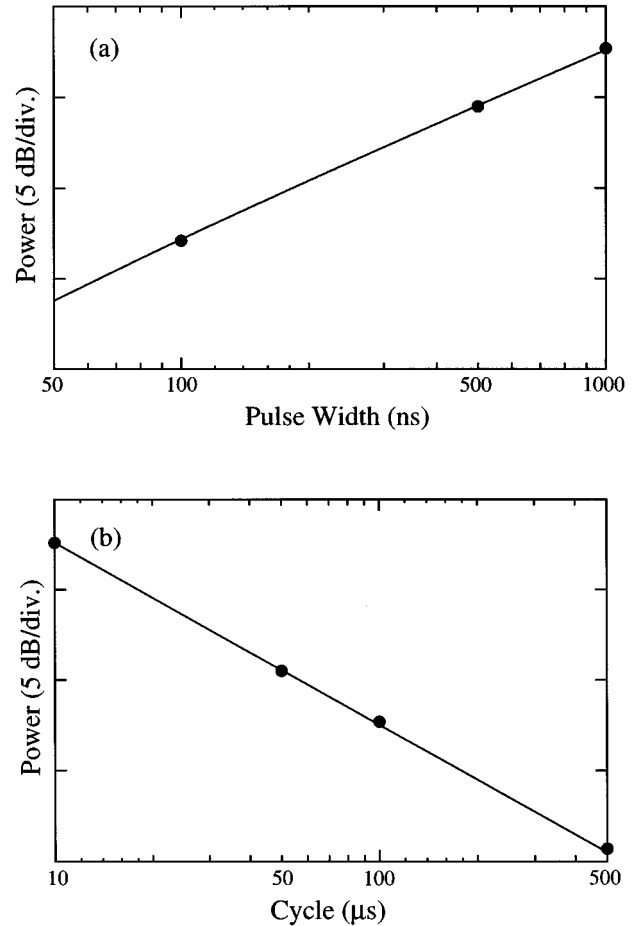 (a)
Power (5 dB/div.)
50 100 500 1000
Pulse Width (ns)
(b)
Power (5 dB/div.)
10 50 100 500
Cycle (μs)